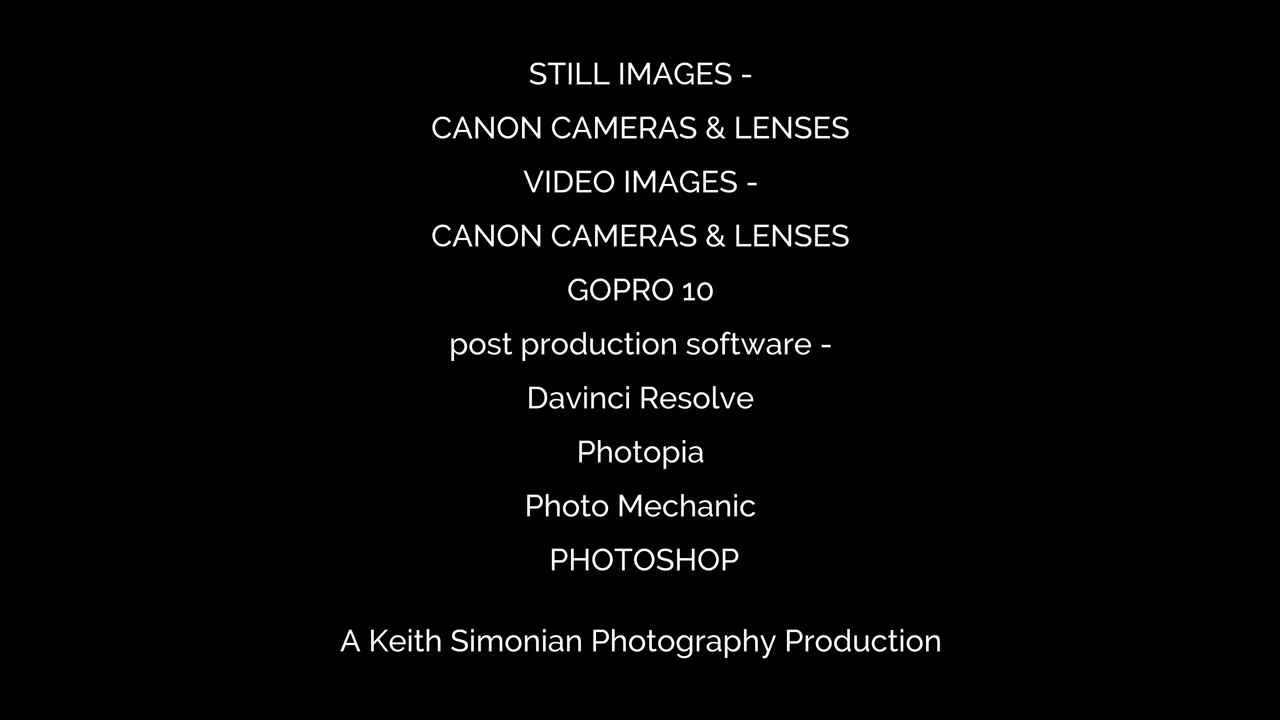 STILL IMAGES -
CANON CAMERAS & LENSES
VIDEO IMAGES -
CANON CAMERAS & LENSES
GOPRO 10
post production software -
Davinci Resolve
Photopia
Photo Mechanic
PHOTOSHOP
A Keith Simonian Photography Production